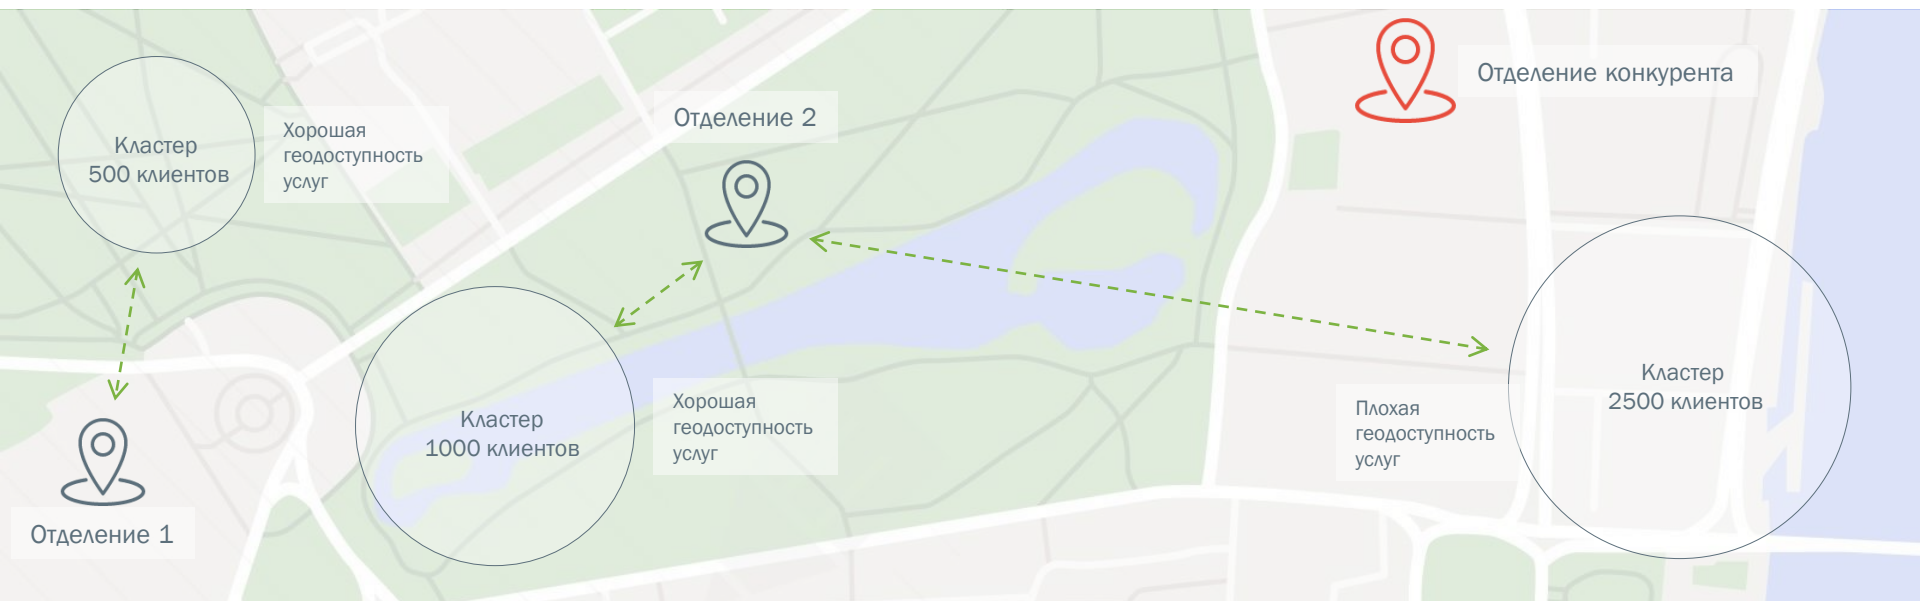 Кластер
500 клиентов
Хорошая
геодоступность
услуг
Отделение 1
Кластер
1000 клиентов
Отделение 2
Хорошая
геодоступность
услуг
Отделение конкурента
Плохая
геодоступность
услуг
Кластер
2500 клиентов